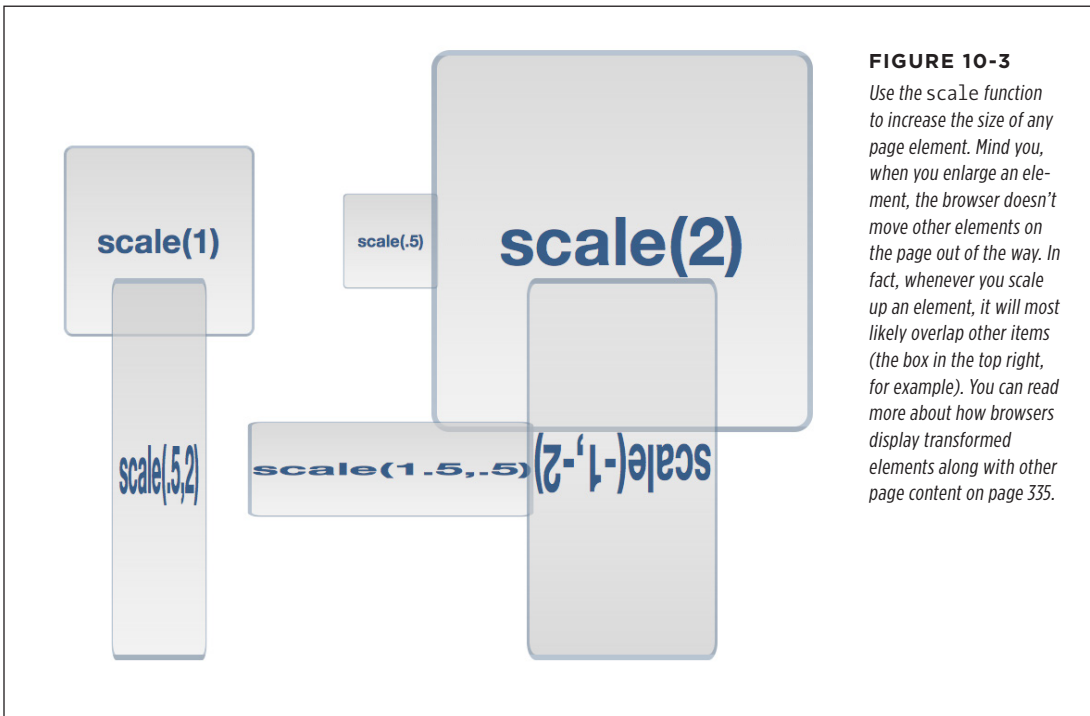 scale(1)
scale(.5)
scale(2)
scale(.5,2)
scale(1.5,.5)
scale(-1,-2)
FIGURE 10-3
Use the scale function
to increase the size of any
page element. Mind you,
when you enlarge an ele-
ment, the browser doesn’t
move other elements on
the page out of the way. In
fact, whenever you scale
up an element, it will most
likely overlap other items
(the box in the top right,
for example). You can read
more about how browsers
display transformed
elements along with other
page content on page 335.